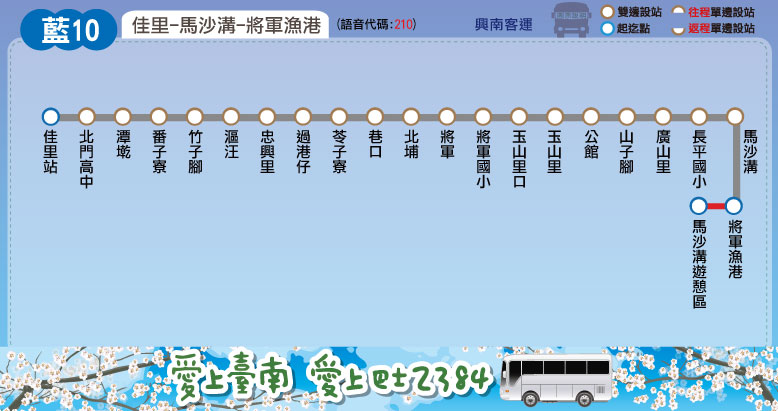 藍10
佳里-馬沙溝-將軍漁港
(語音代碼:210)
興南客運
雙邊設站
往程單邊設站
起迄點
返程單邊設站
佳里站
北門高中
潭墘
番子寮
竹子腳
漚汪
忠興里
過港仔
苓子寮
巷口
北埔
將軍
將軍國小
玉山里口
玉山里
公館
山子腳
廣山里
長平國小
馬沙溝
將軍漁港
馬沙溝遊憩區
愛上臺南 愛上巴士2384